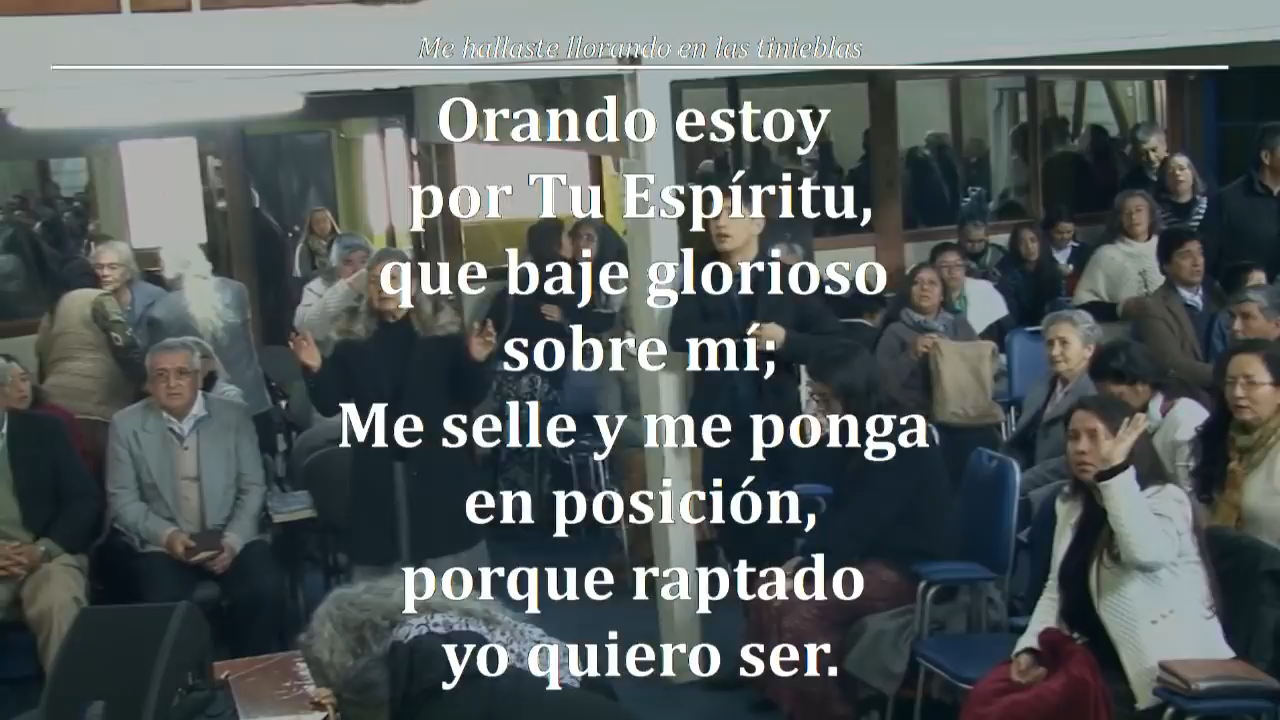 Me hallaste llorando en las tinieblas
Orando estoy
por Tu Espíritu,
que baje glorioso
sobre mí;
Me selle y me ponga
en posición,
porque raptado
yo quiero ser.